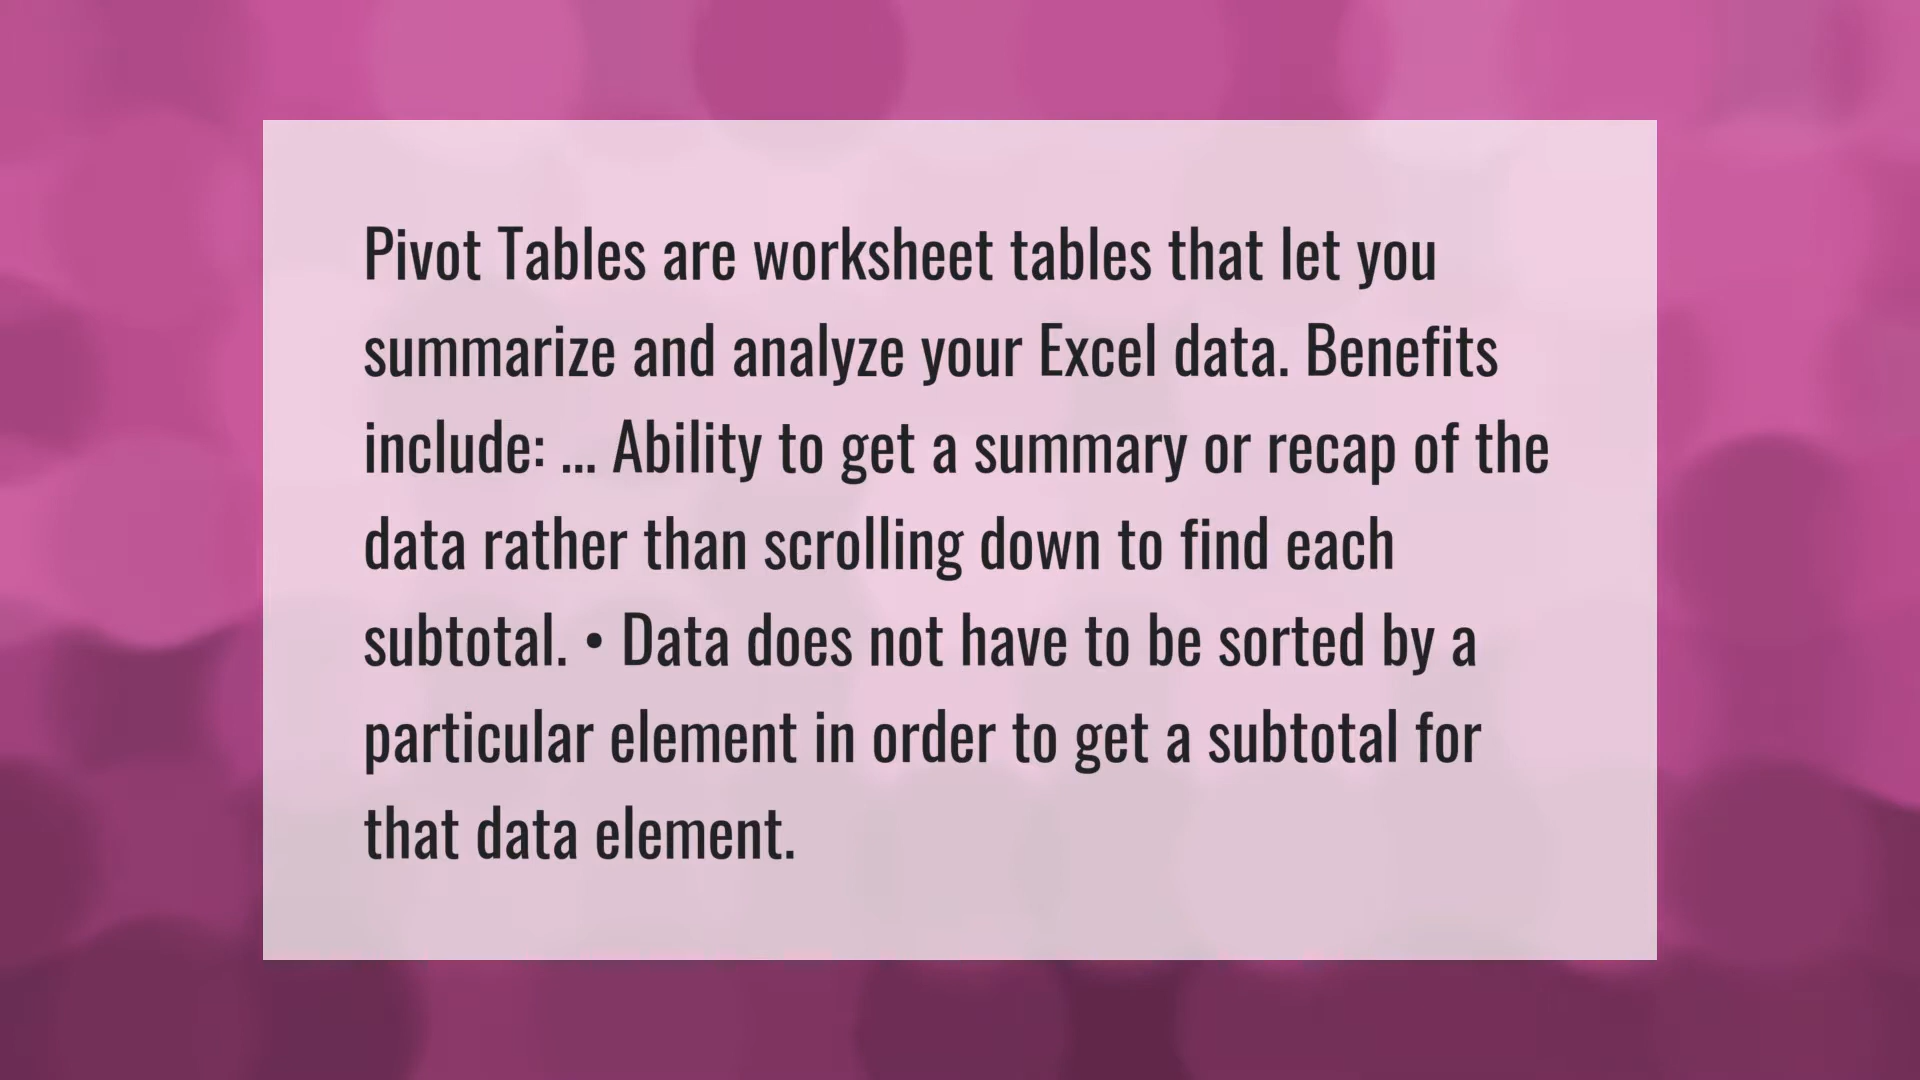 Pivot Tables are worksheet tables that let you
summarize and analyze your Excel data. Benefits
include: ... Ability to get a summary or recap of the
data rather than scrolling down to find each
subtotal. • Data does not have to be sorted by a
particular element in order to get a subtotal for
that data element.